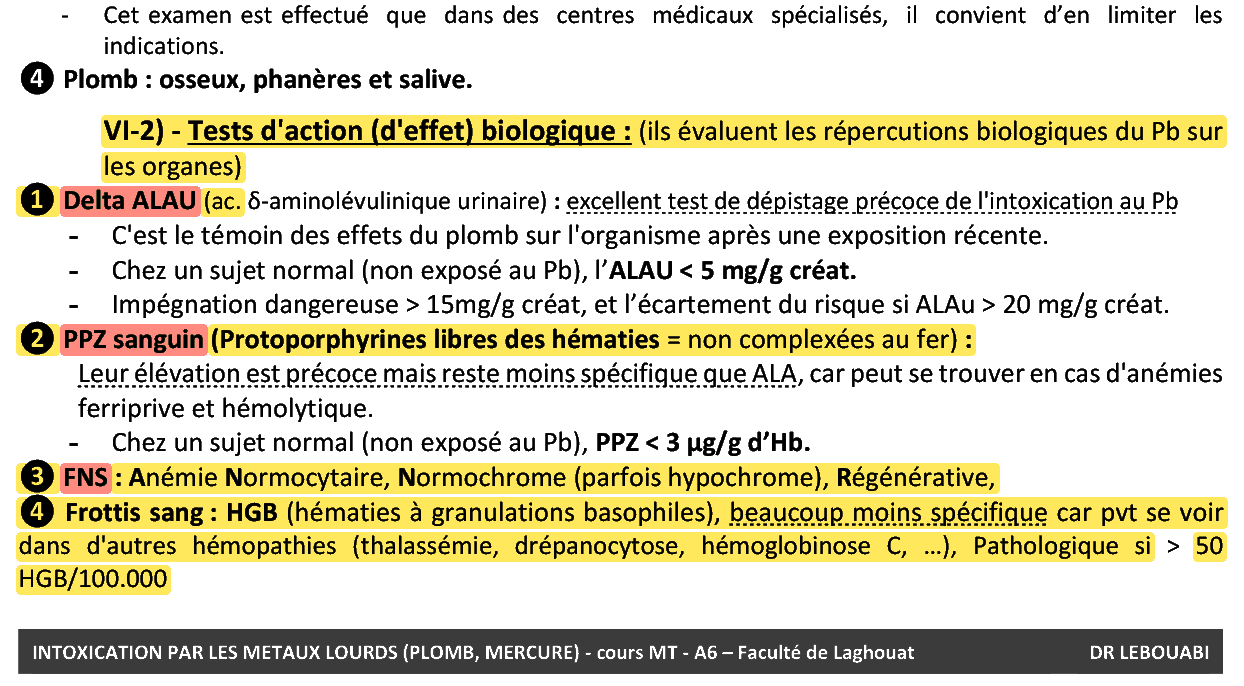 - Cet examen est effectué que dans des centres médicaux spécialisés, il convient d’en limiter les
indications.
❹ Plomb : osseux, phanères et salive.
VI-2) - Tests d'action (d'effet) biologique : (ils évaluent les répercutions biologiques du Pb sur
les organes)
❶ Delta ALAU (ac. δ-aminolévulinique urinaire) : excellent test de dépistage précoce de l'intoxication au Pb
- C'est le témoin des effets du plomb sur l'organisme après une exposition récente.
- Chez un sujet normal (non exposé au Pb), l’ALAU < 5 mg/g créat.
- Impégnation dangereuse > 15mg/g créat, et l’écartement du risque si ALAu > 20 mg/g créat.
❷ PPZ sanguin (Protoporphyrines libres des hématies = non complexées au fer) :
Leur élévation est précoce mais reste moins spécifique que ALA, car peut se trouver en cas d'anémies
ferriprive et hémolytique.
- Chez un sujet normal (non exposé au Pb), PPZ < 3 µg/g d’Hb.
❸ FNS : Anémie Normocytaire, Normochrome (parfois hypochrome), Régénérative,
❹ Frottis sang : HGB (hématies à granulations basophiles), beaucoup moins spécifique car pvt se voir
dans d'autres hémopathies (thalassémie, drépanocytose, hémoglobinose C, …), Pathologique si > 50
HGB/100.000
INTOXICATION PAR LES METAUX LOURDS (PLOMB, MERCURE) - cours MT - A6 – Faculté de Laghouat DR LEBOUABI